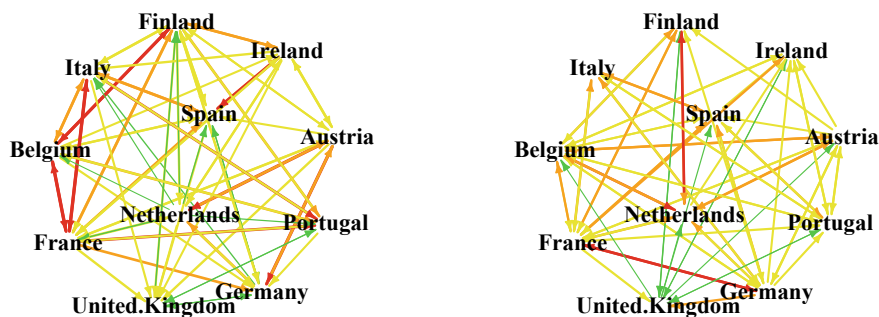 Finland
Ireland
Italy
Spain
Austria
Belgium
Netherlands
Portugal
France
Germany
United.Kingdom
Finland
Ireland
Italy
Spain
Austria
Belgium
Netherlands
Portugal
France
Germany
United.Kingdom